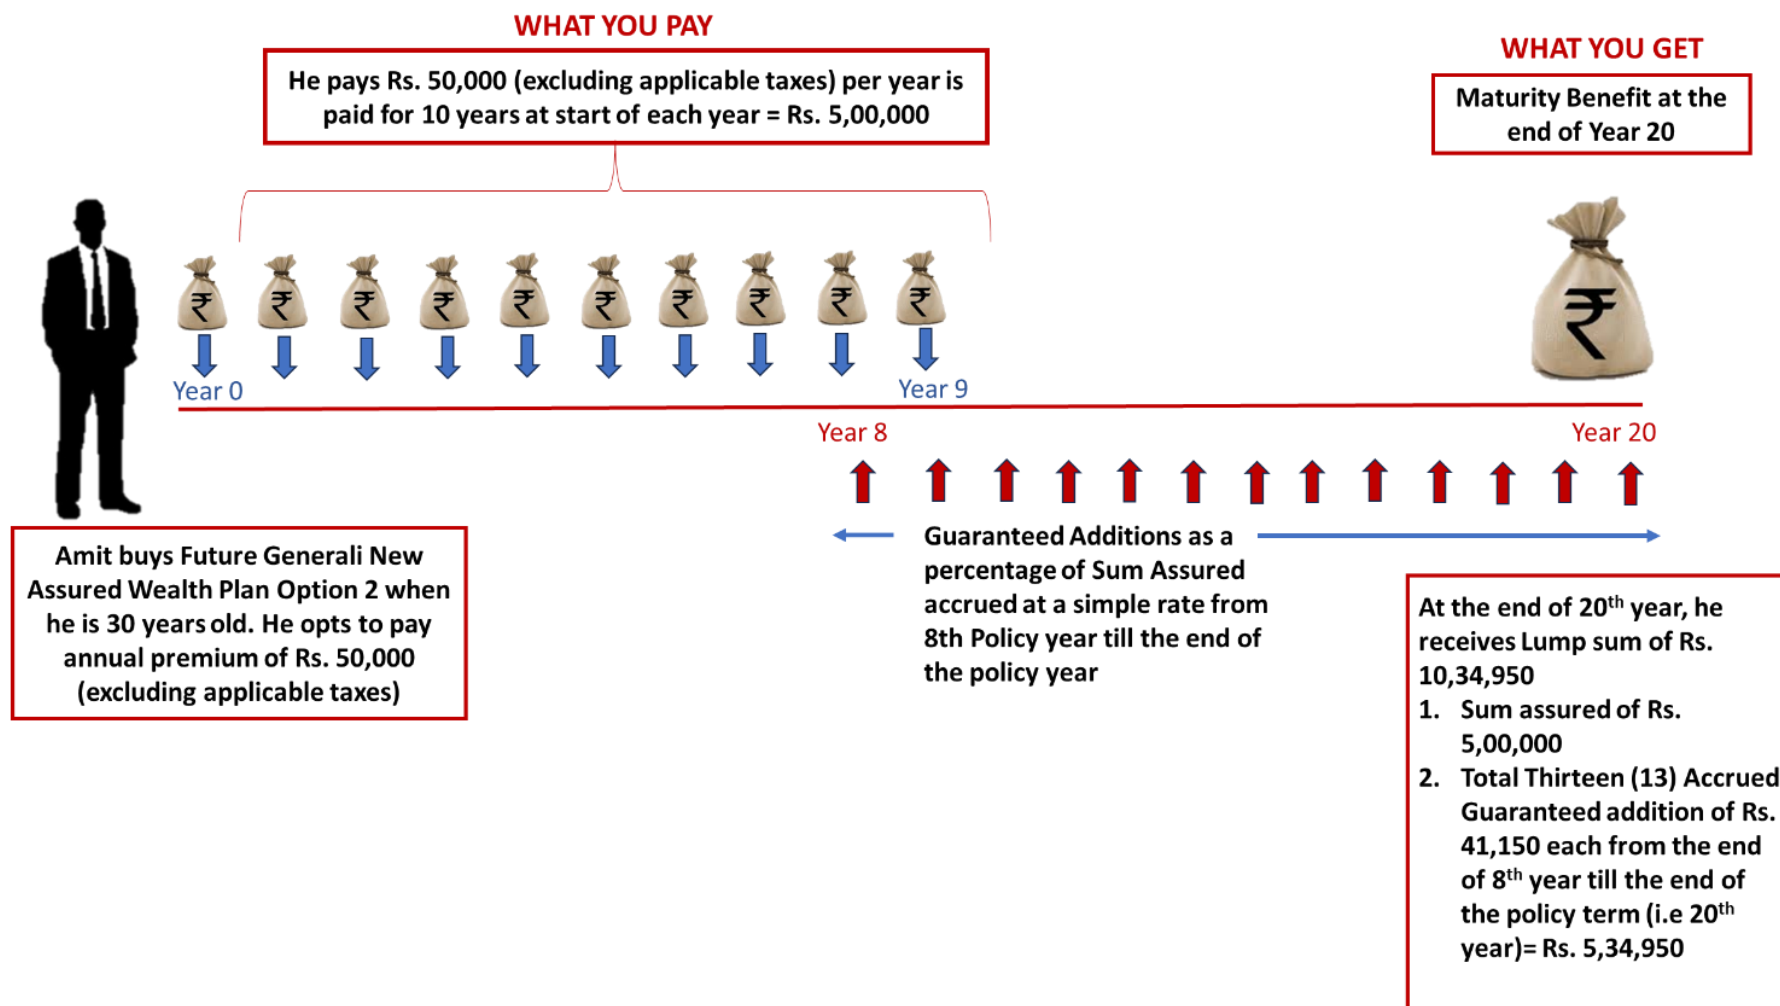 WHAT YOU PAY
He pays Rs. 50,000 (excluding applicable taxes) per year is
paid for 10 years at start of each year = Rs. 5,00,000
WHAT YOU GET
Maturity Benefit at the
end of Year 20
₹
₹ ₹ ₹ ₹ ₹ ₹ ₹ ₹ ₹ ₹
Year 0
Year 9
Year 8
Year 20
Amit buys Future Generali New
Assured Wealth Plan Option 2 when
he is 30 years old. He opts to pay
annual premium of Rs. 50,000
(excluding applicable taxes)
Guaranteed Additions as a
percentage of Sum Assured
accrued at a simple rate from
8th Policy year till the end of
the policy year
At the end of 20th year, he
receives Lump sum of Rs.
10,34,950
1. Sum assured of Rs.
5,00,000
2. Total Thirteen (13) Accrued
Guaranteed addition of Rs.
41,150 each from the end
of 8th year till the end of
the policy term (i.e 20th
year)= Rs. 5,34,950